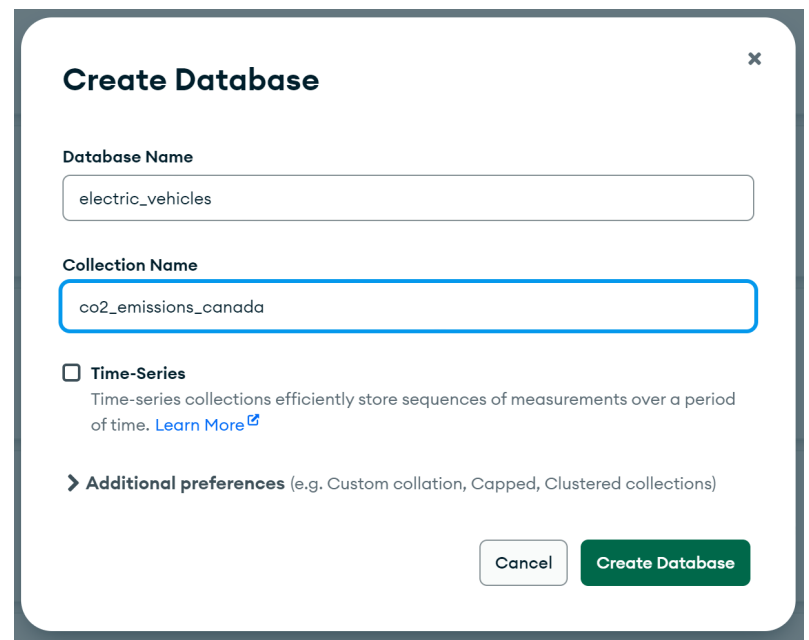 Create Database
Database Name
electric_vehicles
Collection Name
co2_emissions_canada
Time-Series
Time-series collections efficiently store sequences of measurements over a period
of time. Learn More
Additional preferences (e.g. Custom collation, Capped, Clustered collections)
Cancel
Create Database